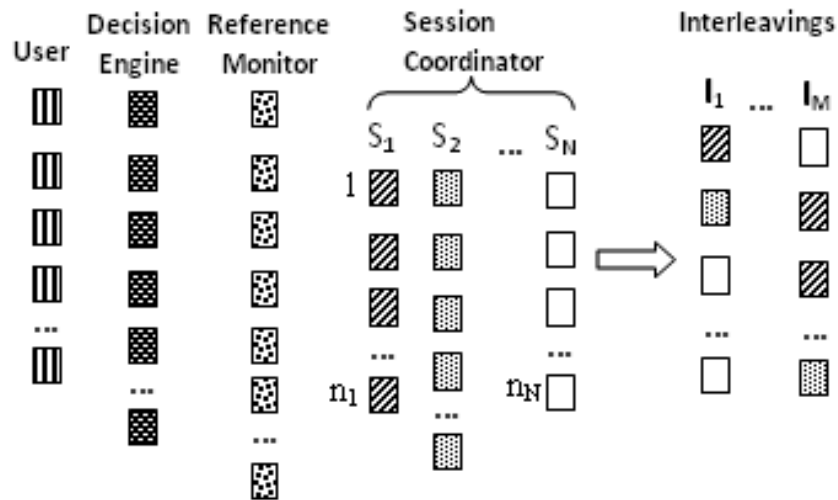 User
Decision
Engine
Reference
Monitor
Session
Coordinator
Interleavings
S1
S2
...
SN
I1
...
IM
1
n1
nN
...
...
...
...
...
...
...
...